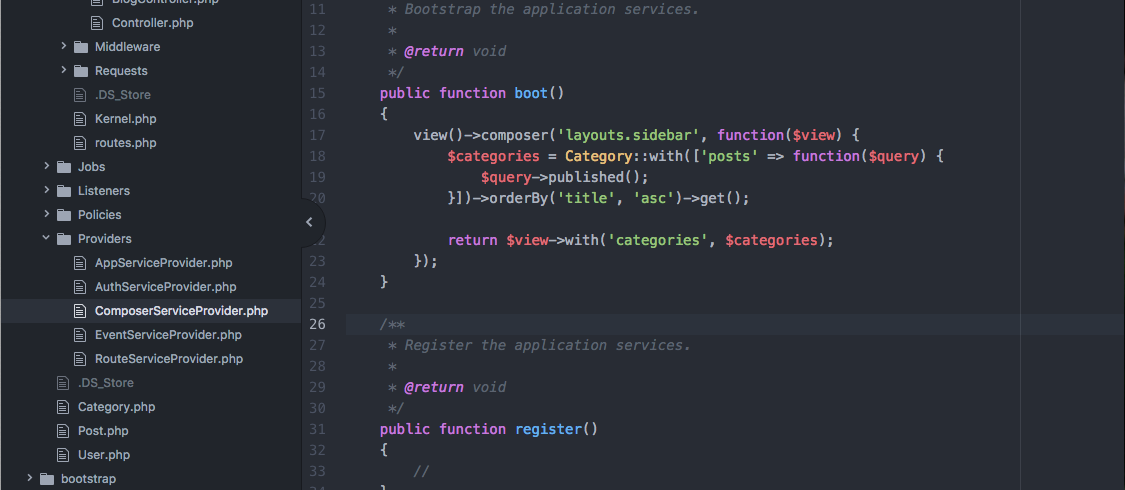 BlogController.php
Controller.php
Middleware
Requests
.DS_Store
Kernel.php
routes.php
Jobs
Listeners
Policies
Providers
AppServiceProvider.php
AuthServiceProvider.php
ComposerServiceProvider.php
EventServiceProvider.php
RouteServiceProvider.php
.DS_Store
Category.php
Post.php
User.php
bootstrap
11 * Bootstrap the application services.
12 *
13 * @return void
14 */
15 public function boot()
16 {
17 view()->composer('layouts.sidebar', function($view) {
18 $categories = Category::with(['posts' => function($query) {
19 $query->published();
20 }])->orderBy('title', 'asc')->get();
22 return $view->with('categories', $categories);
23 });
24 }
25
26 /**
27 * Register the application services.
28 *
29 * @return void
30 */
31 public function register()
32 {
33 //
34 }